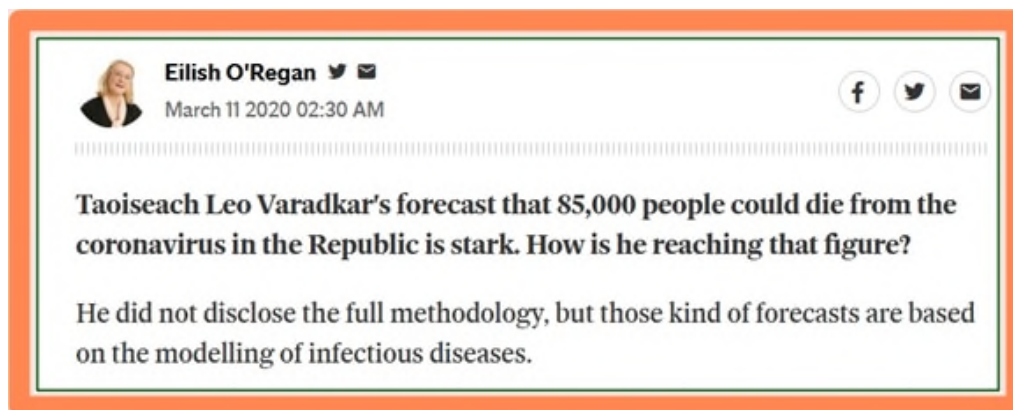 Eilish O'Regan
March 11 2020 02:30 AM
Taoiseach Leo Varadkar's forecast that 85,000 people could die from the
coronavirus in the Republic is stark. How is he reaching that figure?
He did not disclose the full methodology, but those kind of forecasts are based
on the modelling of infectious diseases.